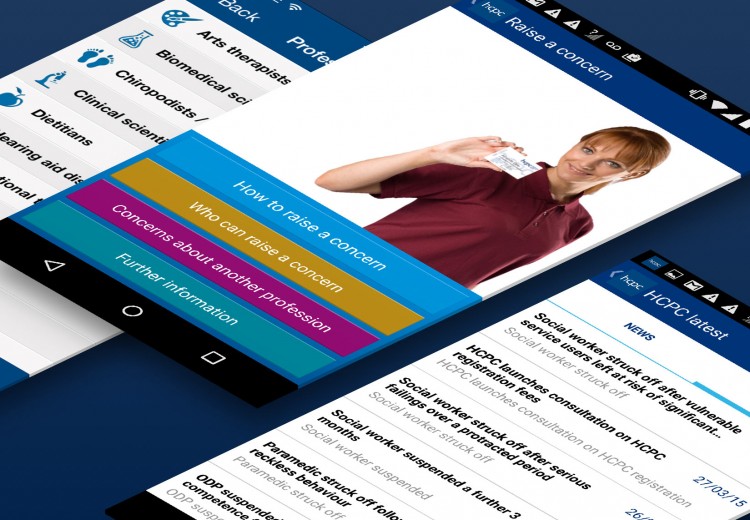 Back
Profes
Arts therapists
Biomedical sci
Chiropodists /
Clinical scienti
Dietitians
Hearing aid dis
hcpc
Raise a concern
hcpc
How to raise a concern
Who can raise a concern
Concerns about another profession
Further information
hcpc
HCPC latest
NEWS
Social worker struck off after vulnerable
service users left at risk of significant...
Social worker struck off
HCPC launches consultation on HCPC
registration fees
HCPC launches consultation on HCPC registration
27/03/15
Social worker struck off after serious
failings over a protracted period
Social worker struck off
26/
Social worker suspended a further 3
months
Social worker suspended
Paramedic struck off follo
reckless behaviour
Paramedic struck off
ODP suspended
competence
ODP suspe